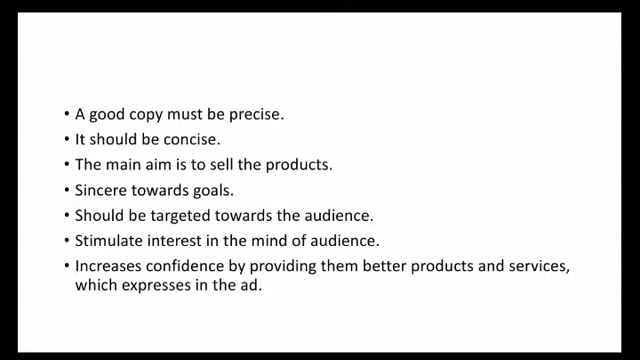 • A good copy must be precise.
• It should be concise.
• The main aim is to sell the products.
• Sincere towards goals.
• Should be targeted towards the audience.
• Stimulate interest in the mind of audience.
• Increases confidence by providing them better products and services,
which expresses in the ad.